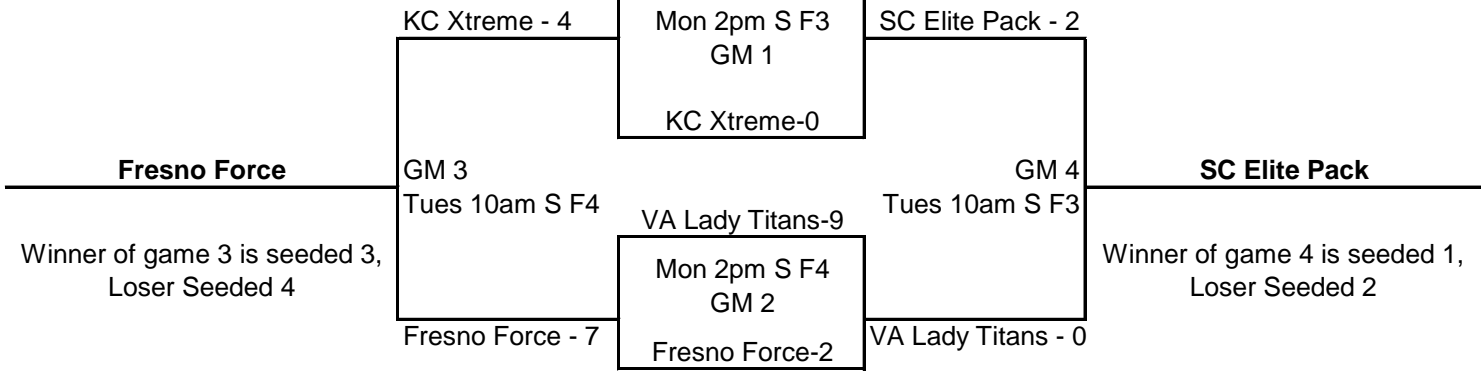 KC Xtreme - 4
Mon 2pm S F3
SC Elite Pack - 2
GM 1
KC Xtreme-0
Fresno Force
GM 3
GM 4
SC Elite Pack
Tues 10am S F4
Tues 10am S F3
VA Lady Titans-9
Winner of game 3 is seeded 3,
Loser Seeded 4
Mon 2pm S F4
GM 2
Winner of game 4 is seeded 1,
Loser Seeded 2
Fresno Force - 7
VA Lady Titans - 0
Fresno Force-2